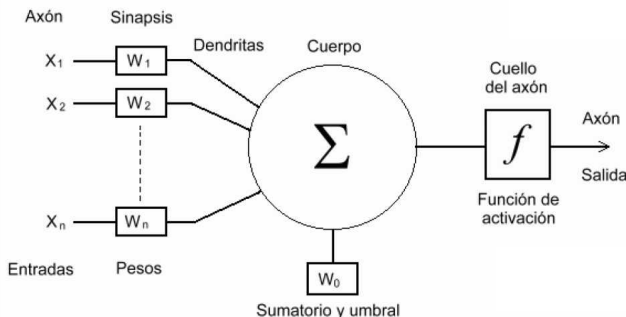 Axón
Sinapsis
Dendritas
Cuerpo
Cuello
del axón
X1
W1
X2
W2
Xn
Wn
Σ
f
Axón
Salida
Función de
activación
Entradas
Pesos
W0
Sumatorio y umbral